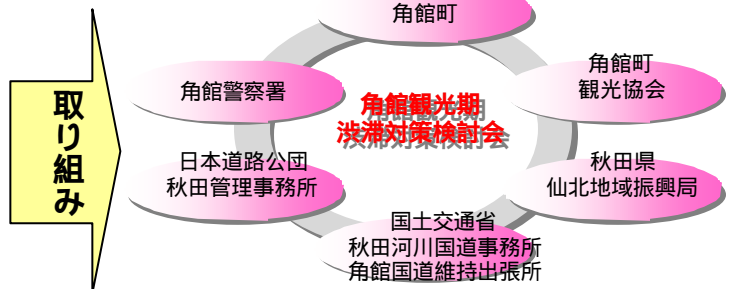 角館町
角館警察署
角館町
観光協会
角館観光期
渋滞対策検討会
取り組み
日本道路公団
秋田管理事務所
秋田県
仙北地域振興局
国土交通省
秋田河川国道事務所
角館国道維持出張所